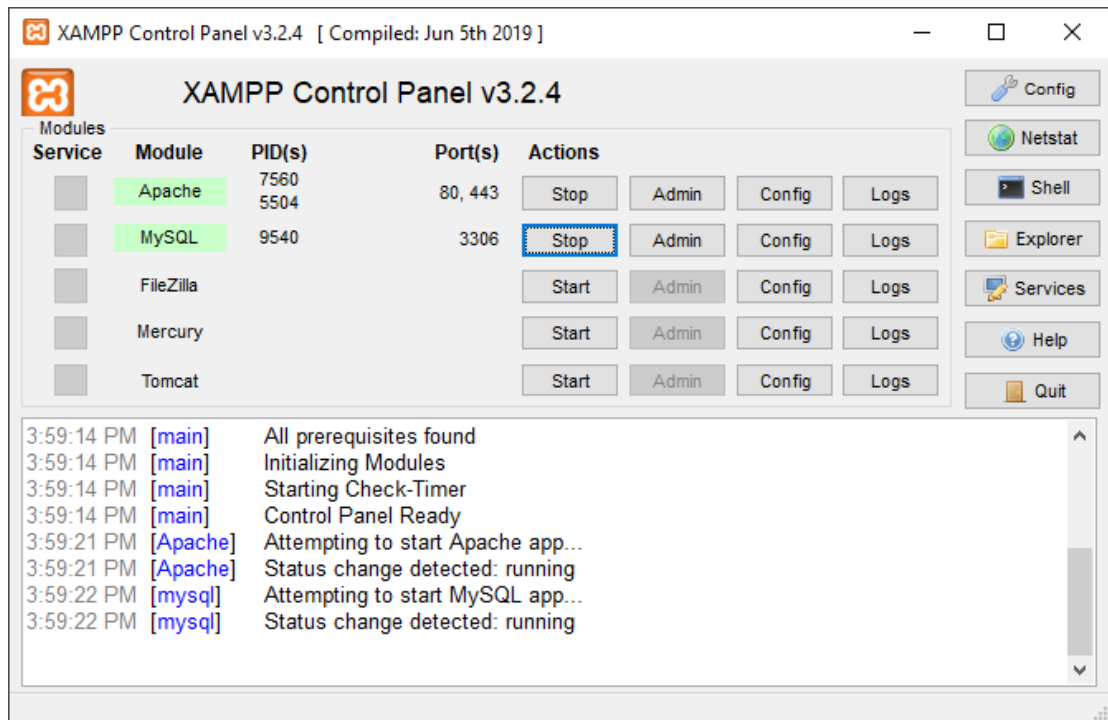 XAMPP Control Panel v3.2.4 [ Compiled: Jun 5th 2019 ]
XAMPP Control Panel v3.2.4
Config
Modules
Service Module PID(s) Port(s) Actions
Netstat
Apache 7560 5504 80, 443 Stop Admin Config Logs
Shell
MySQL 9540 3306 Stop Admin Config Logs
Explorer
FileZilla Start Admin Config Logs
Services
Mercury Start Admin Config Logs
Help
Tomcat Start Admin Config Logs
Quit
3:59:14 PM [main] All prerequisites found
3:59:14 PM [main] Initializing Modules
3:59:14 PM [main] Starting Check-Timer
3:59:14 PM [main] Control Panel Ready
3:59:21 PM [Apache] Attempting to start Apache app...
3:59:21 PM [Apache] Status change detected: running
3:59:22 PM [mysql] Attempting to start MySQL app...
3:59:22 PM [mysql] Status change detected: running